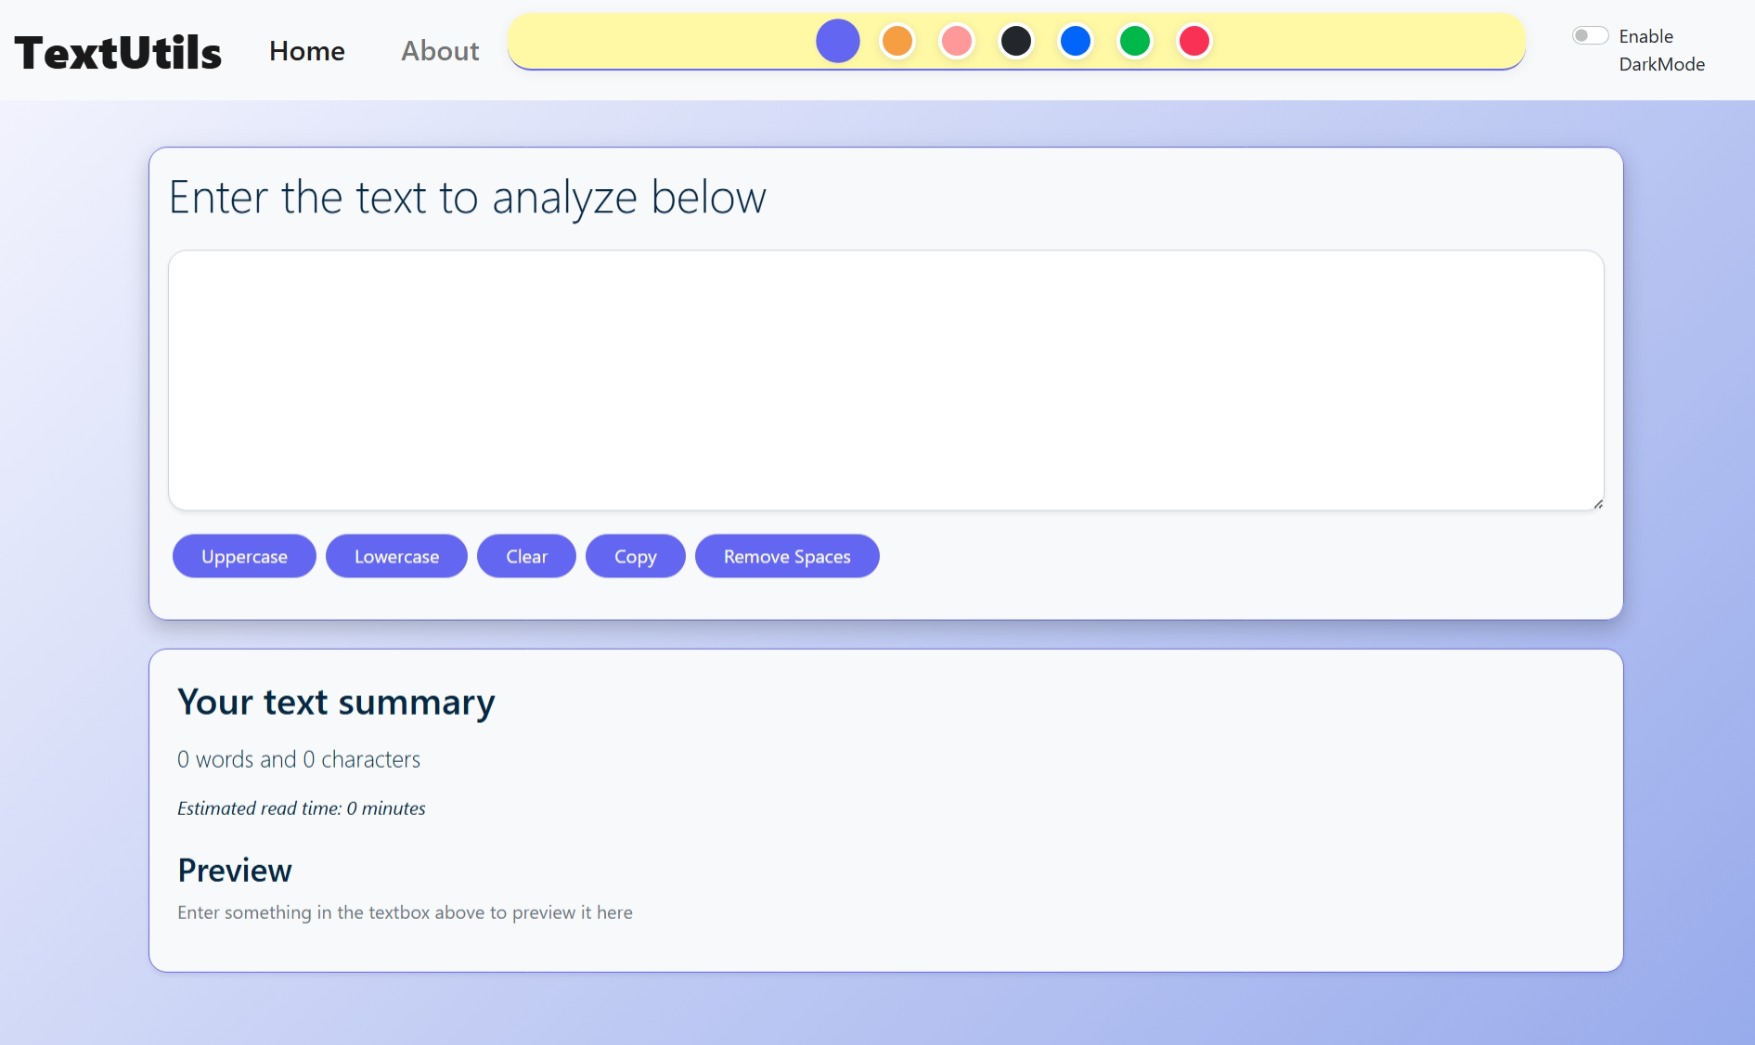 TextUtils
Home
About
Enable
DarkMode
Enter the text to analyze below
Uppercase
Lowercase
Clear
Copy
Remove Spaces
Your text summary
0 words and 0 characters
Estimated read time: 0 minutes
Preview
Enter something in the textbox above to preview it here